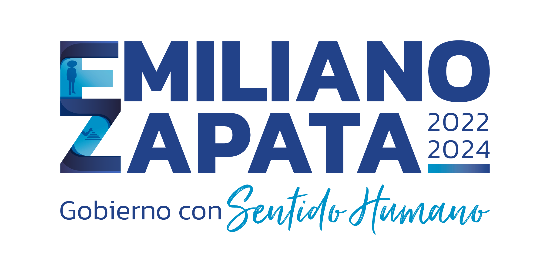 EMILIANO
ZAPATA
2022
2024
Gobierno con Sentido Humano